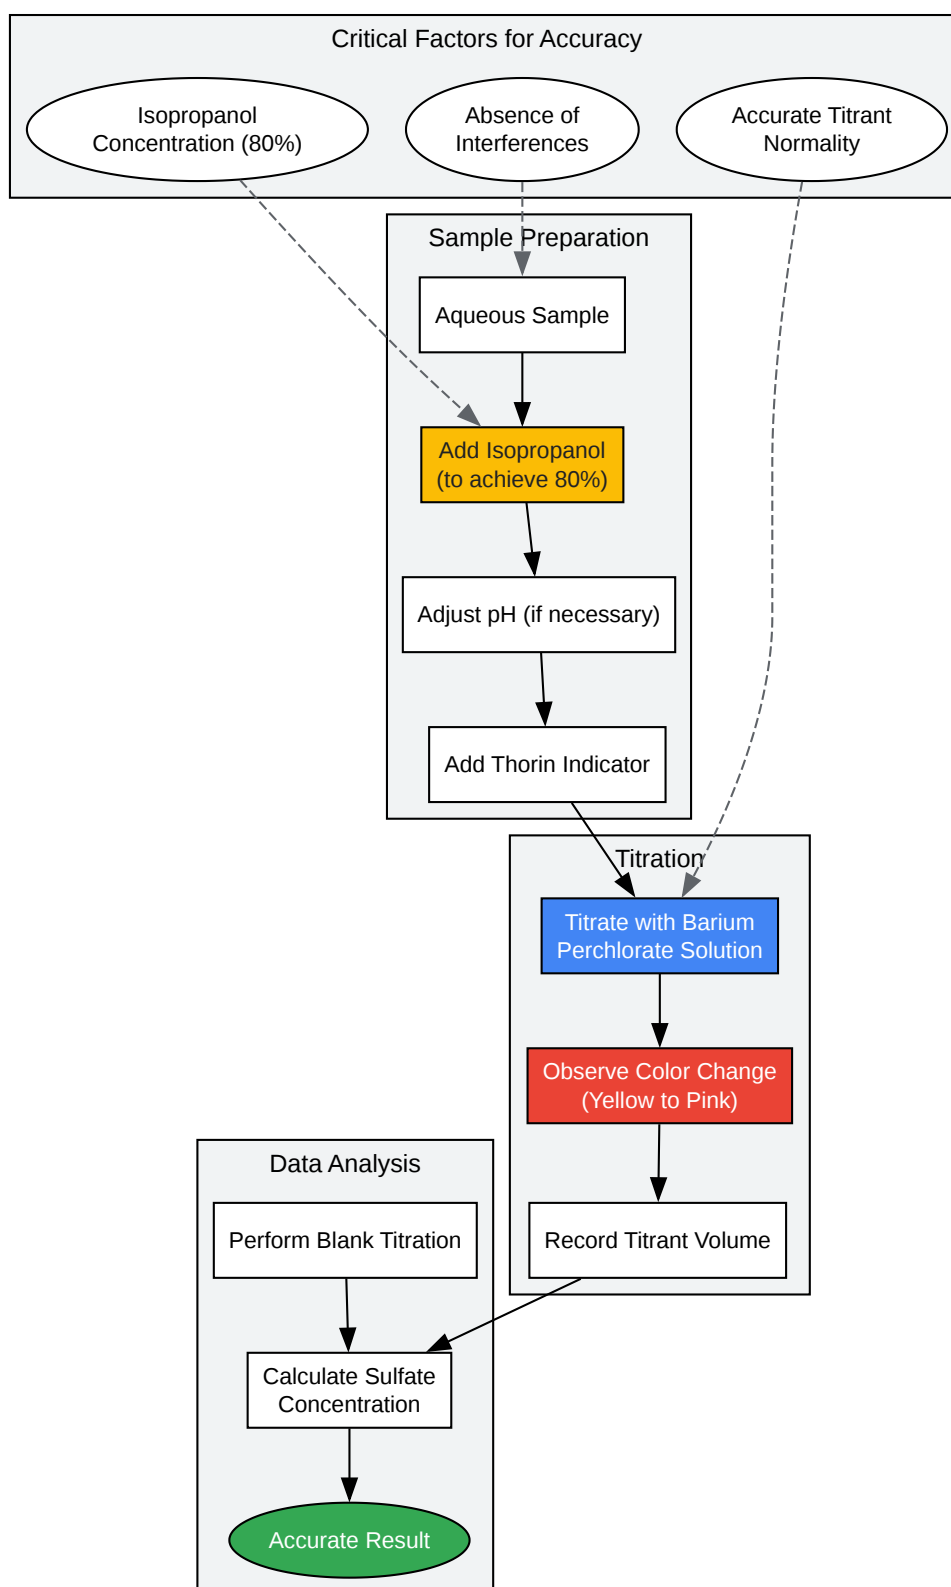 Critical Factors for Accuracy
Isopropanol
Concentration (80%)
Absence of
Interferences
Accurate Titrant
Normality
Sample Preparation
Aqueous Sample
Add Isopropanol
(to achieve 80%)
Adjust pH (if necessary)
Add Thorin Indicator
Titration
Titrate with Barium
Perchlorate Solution
Observe Color Change
(Yellow to Pink)
Record Titrant Volume
Data Analysis
Perform Blank Titration
Calculate Sulfate
Concentration
Accurate Result